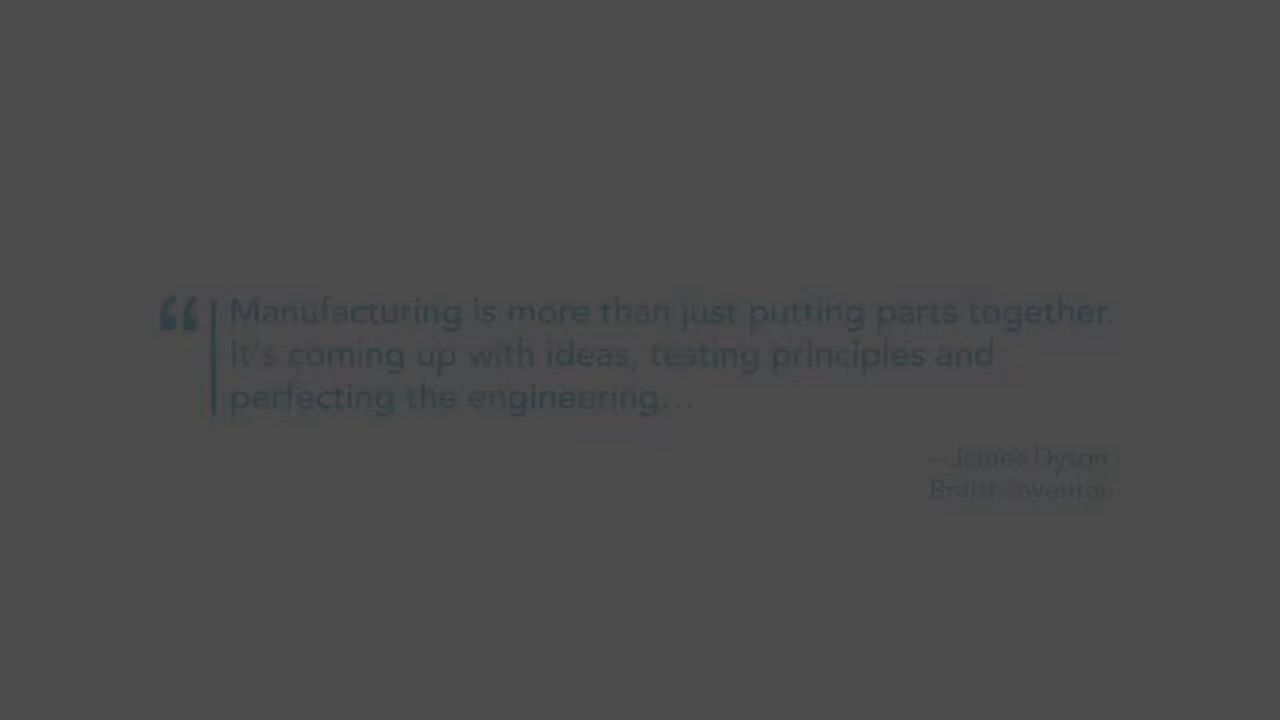 “ Manufacturing is more than just putting parts together.
It's coming up with ideas, testing principles and
perfecting the engineering...
– James Dyson
British inventor